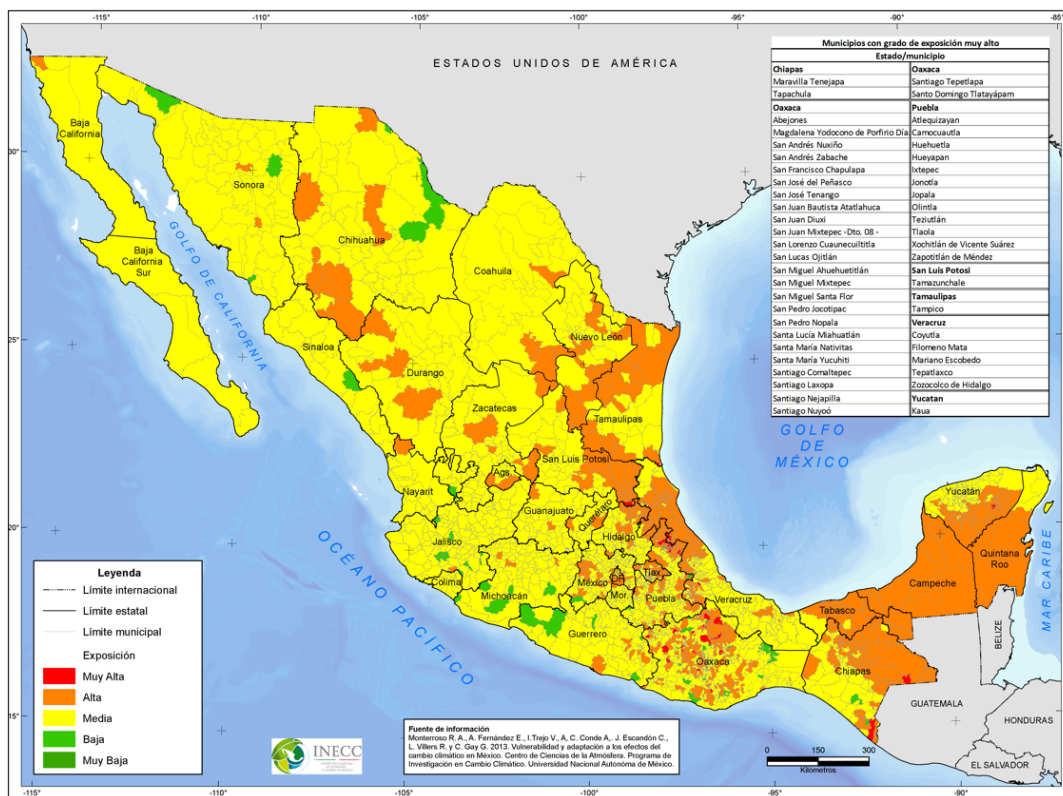 -115°
-110°
-105°
-100°
-95°
-90°
-85°
ESTADOS UNIDOS DE AMÉRICA
Municipios con grado de exposición muy alto
Estado/municipio
Chiapas Oaxaca
Maravilla Tenejapa Santiago Tepetlapa
Tapachula Santo Domingo Tlatayápam
Oaxaca Puebla
Abejones Atlequizayan
Magdalena Yodocono de Porfirio Día Camocuautla
San Andrés Nuxiño Huehuetla
San Andrés Zabache Hueyapan
San Francisco Chapulapa Ixtepec
San José del Peñasco Jonotla
San José Tenango Jopala
San Juan Bautista Atatlahuca Olintla
San Juan Diuxi Teziutlán
San Juan Mixtepec -Dto. 08 - Tlaola
San Lorenzo Cuaunecuiltitla Xochitlán de Vicente Suárez
San Lucas Ojitlán Zapotitlán de Méndez
San Miguel Ahuehuetitlán San Luis Potosi
San Miguel Mixtepec Tamazunchale
San Miguel Santa Flor Tamaulipas
San Pedro Jocotipac Tampico
San Pedro Nopala Veracruz
Santa Lucía Miahuatlán Coyutla
Santa María Nativitas Filomeno Mata
Santa María Yucuhiti Mariano Escobedo
Santiago Comaltepec Tepatlaxco
Santiago Laxopa Zozocolco de Hidalgo
Santiago Nejapilla Yucatan
Santiago Nuyoó Kaua
Baja
California
30°
Sonora
Chihuahua
Baja
California
Sur
GOLFO DE CALIFORNIA
Coahuila
25°
Sinaloa
Nuevo León
Durango
Zacatecas
Tamaulipas
GOLFO
DE
MÉXICO
San Luis Potosí
Ags.
Nayarit
Yucatán
20°
Guanajuato
Querétaro
Hidalgo
Jalisco
Quintana
Roo
Campeche
MAR CARIBE
Colima
México
DF
Tlax.
Michoacán
Mor.
Puebla
Veracruz
Tabasco
OCÉANO PACÍFICO
Guerrero
Oaxaca
Chiapas
BELIZE
GUATEMALA
HONDURAS
EL SALVADOR
15°
Leyenda
Límite internacional
Límite estatal
Límite municipal
Exposición
Muy Alta
Alta
Media
Baja
Muy Baja
INECC
Fuente de información
Monterroso R. A., A. Fernández E., I.Trejo V., A, C. Conde A,. J. Escandón C.,
L. Villers R. y C. Gay G. 2013. Vulnerabilidad y adaptación a los efectos del
cambio climático en México. Centro de Ciencias de la Atmósfera. Programa de
Investigación en Cambio Climático. Universidad Nacional Autonóma de México.
0 150 300
Kilómetros
-115°
-110°
-105°
-100°
-95°
-90°